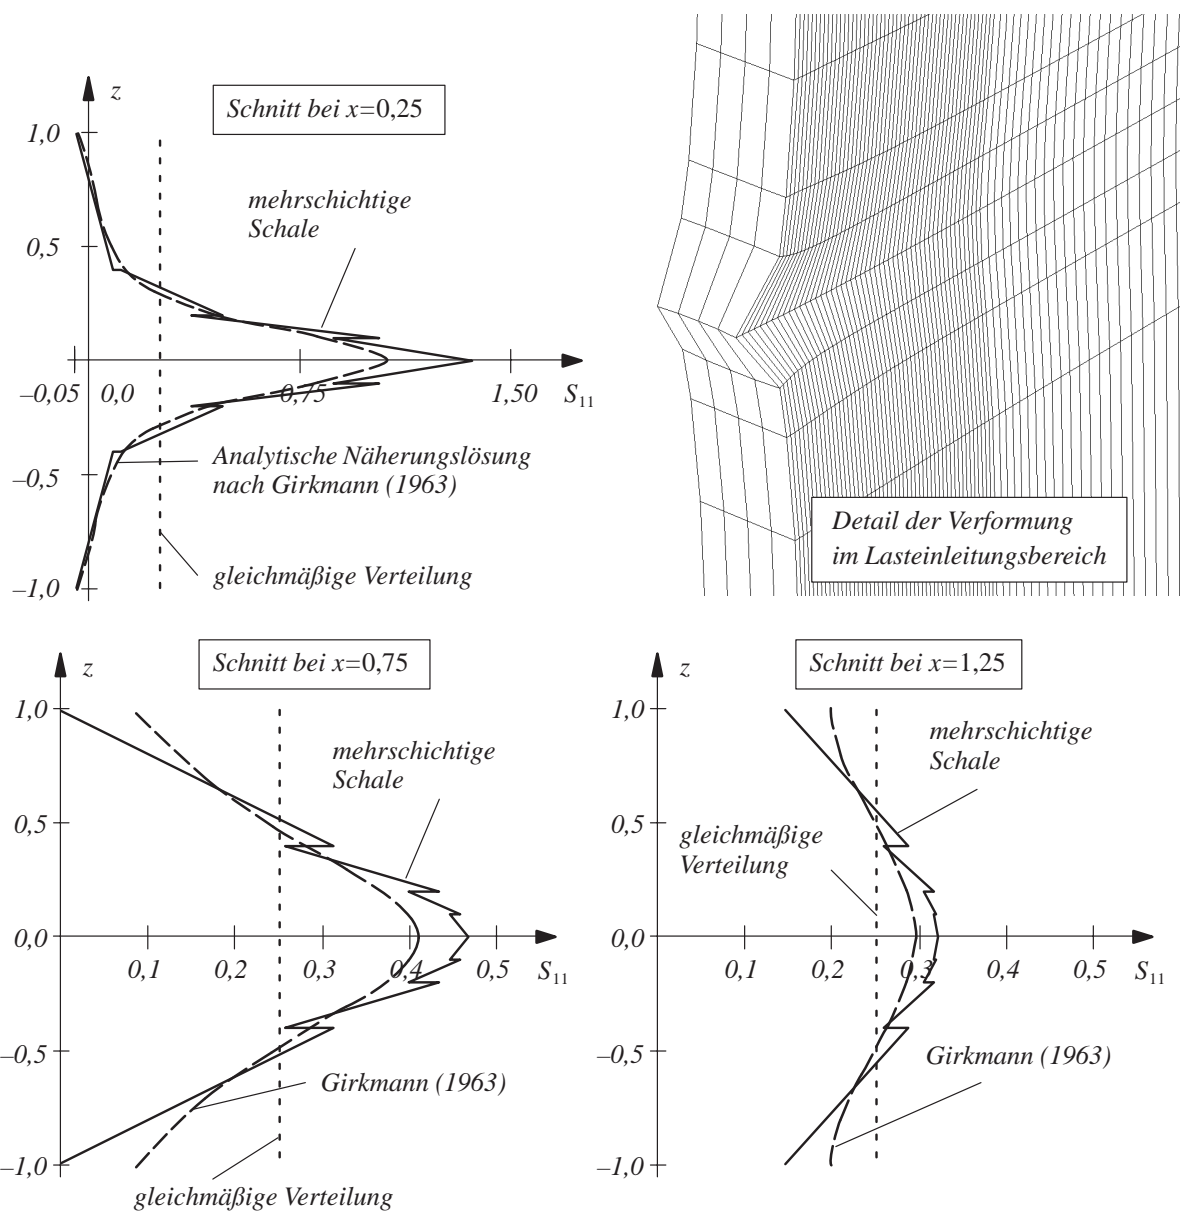 z
Schnitt bei x=0,25
1,0
mehrschichtige
Schale
0,5
–0,05 0,0 0,75 1,50 S11
Analytische Näherungslösung
nach Girkmann (1963)
–0,5
gleichmäßige Verteilung
–1,0
Detail der Verformung
im Lasteinleitungsbereich
z
Schnitt bei x=0,75
1,0
mehrschichtige
Schale
0,5
0,0
0,1 0,2 0,3 0,4 0,5 S11
–0,5
Girkmann (1963)
–1,0
gleichmäßige Verteilung
z
Schnitt bei x=1,25
1,0
mehrschichtige
Schale
0,5
gleichmäßige
Verteilung
0,0
0,1 0,2 0,3 0,4 0,5 S11
–0,5
Girkmann (1963)
–1,0